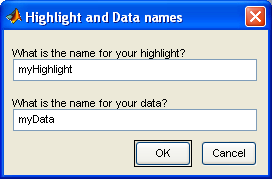 Highlight and Data names
What is the name for your highlight?
myHighlight
What is the name for your data?
myData
OK Cancel